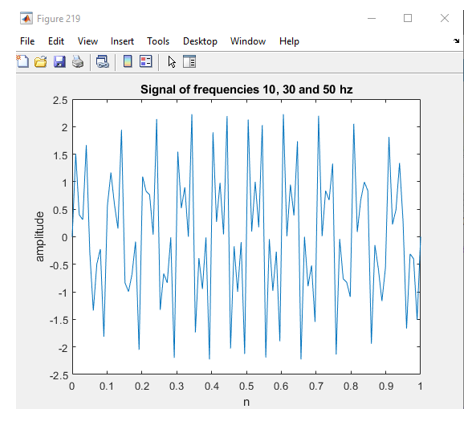 Figure 219
File Edit View Insert Tools Desktop Window Help
Signal of frequencies 10, 30 and 50 hz
2.5
2
1.5
1
0.5
0
-0.5
-1
-1.5
-2
-2.5
amplitude
0 0.1 0.2 0.3 0.4 0.5 0.6 0.7 0.8 0.9 1
n